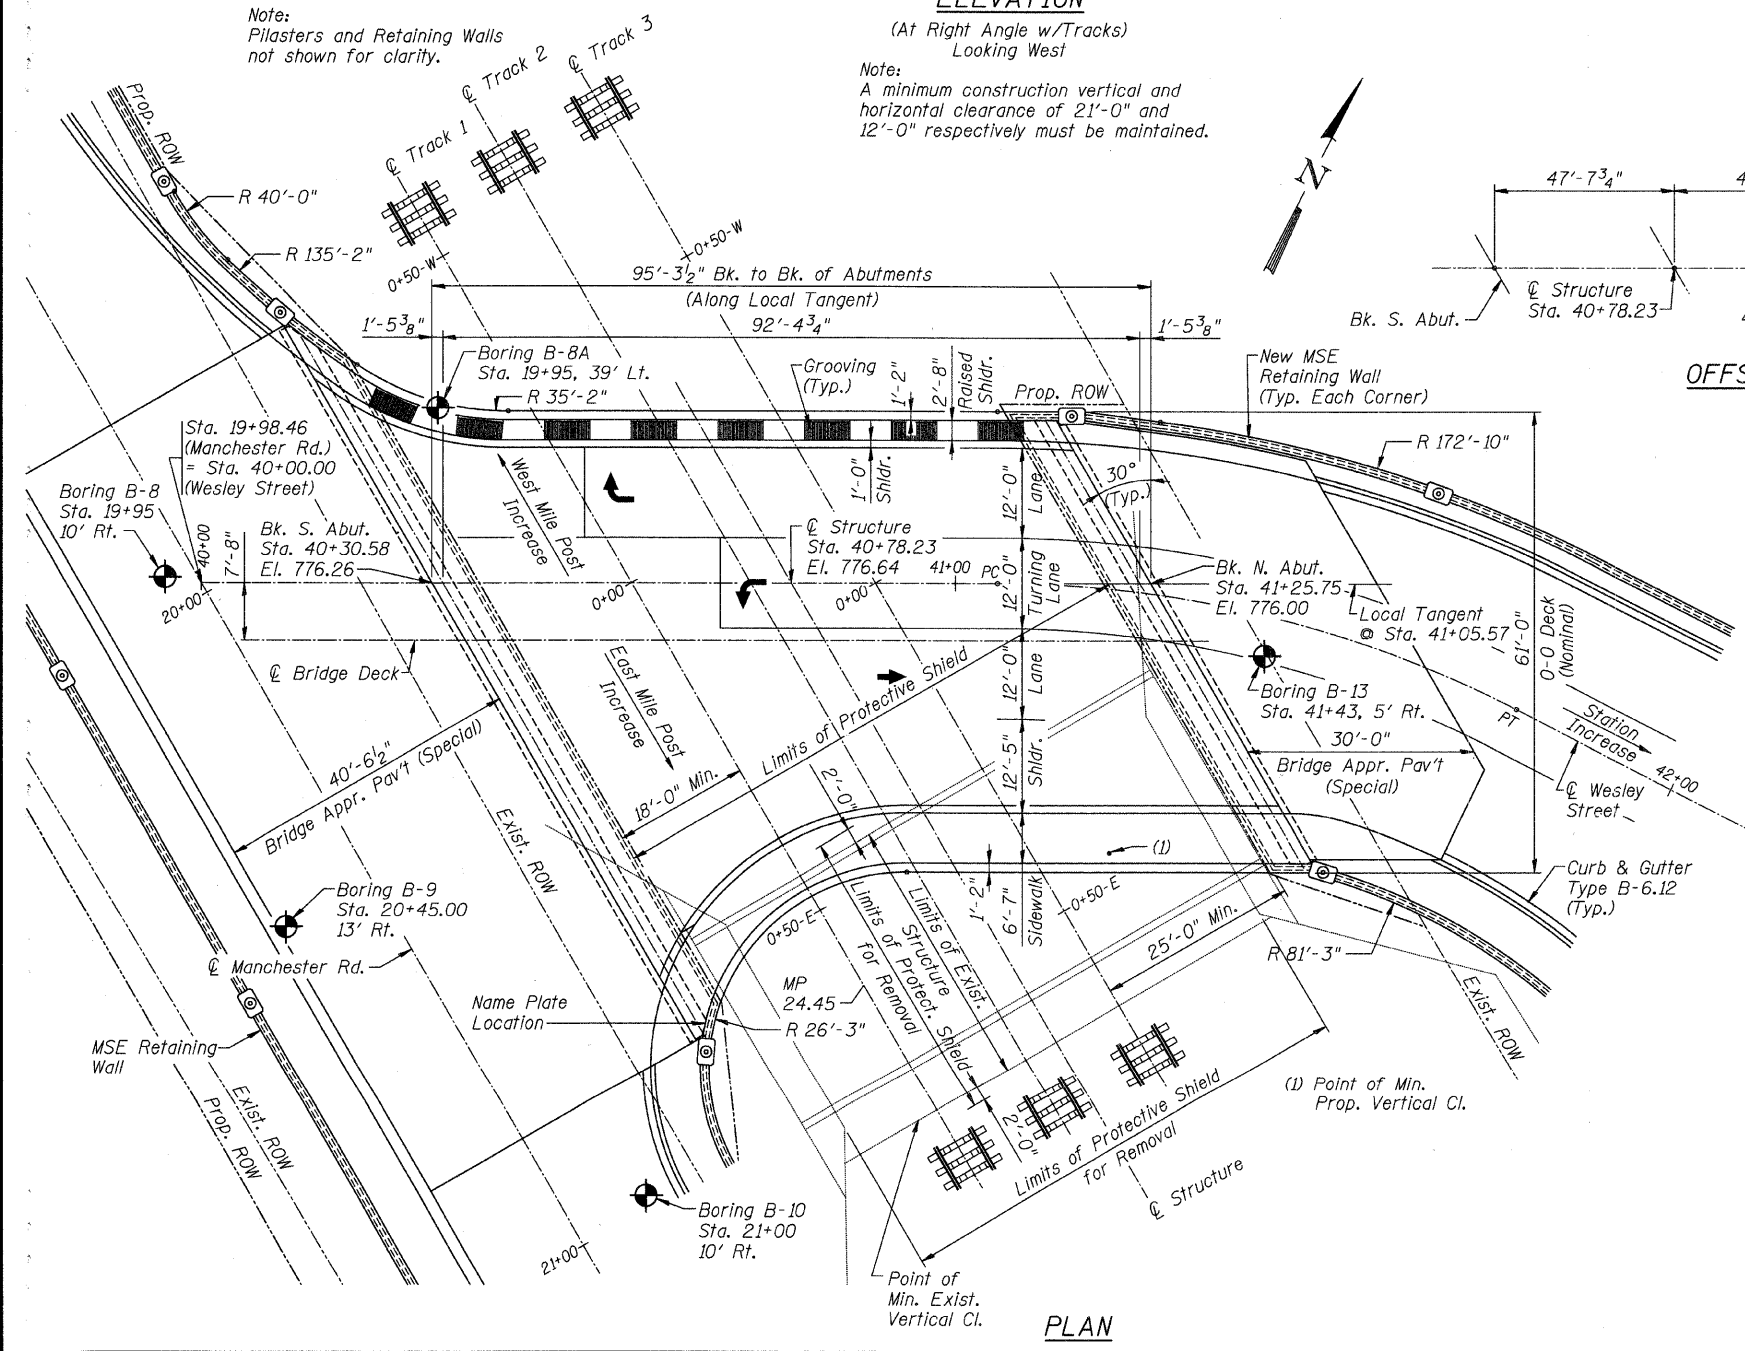 ELEVATION
(At Right Angle w/Tracks)
Looking West
Note:
Pilasters and Retaining Walls
not shown for clarity.
Note:
A minimum construction vertical and
horizontal clearance of 21'-0" and
12'-0" respectively must be maintained.
℄ Track 1
℄ Track 2
℄ Track 3
N
Prop. ROW
R 40'-0"
R 135'-2"
0+50-W
0+50-W
95'-3½" Bk. to Bk. of Abutments
(Along Local Tangent)
1'-5⅜"
92'-4¾"
1'-5⅜"
47'-7¾"
4
℄ Structure
Sta. 40+78.23
Bk. S. Abut.
4
OFFS
Boring B-8A
Sta. 19+95, 39' Lt.
R 35'-2"
Grooving
(Typ.)
1'-2"
2'-8"
Raised
Shldr.
Prop. ROW
New MSE
Retaining Wall
(Typ. Each Corner)
R 172'-10"
Sta. 19+98.46
(Manchester Rd.)
= Sta. 40+00.00
(Wesley Street)
Boring B-8
Sta. 19+95
10' Rt.
40+00
7'-8"
20+00
Bk. S. Abut.
Sta. 40+30.58
El. 776.26
West Mile Post
Increase
1'-0"
Shldr.
12'-0"
Lane
30°
(Typ.)
℄ Structure
Sta. 40+78.23
El. 776.64
41+00
PC
0+00
0+00
12'-0"
Turning
Lane
Bk. N. Abut.
Sta. 41+25.75
El. 776.00
Local Tangent
@ Sta. 41+05.57
61'-0"
O-O Deck
(Nominal)
℄ Bridge Deck
East Mile Post
Increase
Limits of Protective Shield
12'-0"
Lane
Boring B-13
Sta. 41+43, 5' Rt.
PT
Station
Increase
42+00
40'-6½"
Bridge Appr. Pav't (Special)
18'-0" Min.
12'-5"
Shldr.
30'-0"
Bridge Appr. Pav't
(Special)
℄ Wesley
Street
Exist. ROW
2'-0"
(1)
Curb & Gutter
Type B-6.12
(Typ.)
Boring B-9
Sta. 20+45.00
13' Rt.
℄ Manchester Rd.
0+50-E
Limits of Protect. Shield
for Removal
Limits of Exist.
Structure
1'-2"
6'-7"
Sidewalk
0+50-E
25'-0" Min.
R 81'-3"
Exist. ROW
Name Plate
Location
MP
24.45
R 26'-3"
MSE Retaining
Wall
Exist. ROW
Prop. ROW
2'-0"
Limits of Protective Shield
for Removal
℄ Structure
(1) Point of Min.
Prop. Vertical Cl.
Boring B-10
Sta. 21+00
10' Rt.
21+00
Point of
Min. Exist.
Vertical Cl.
PLAN